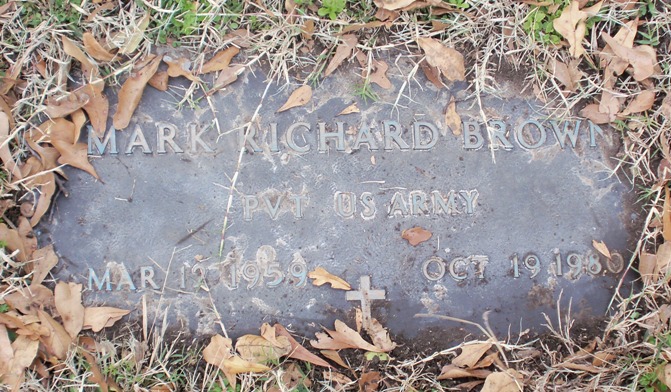 MARK RICHARD BROWN
PVT US ARMY
MAR 1959 OCT 19 1980